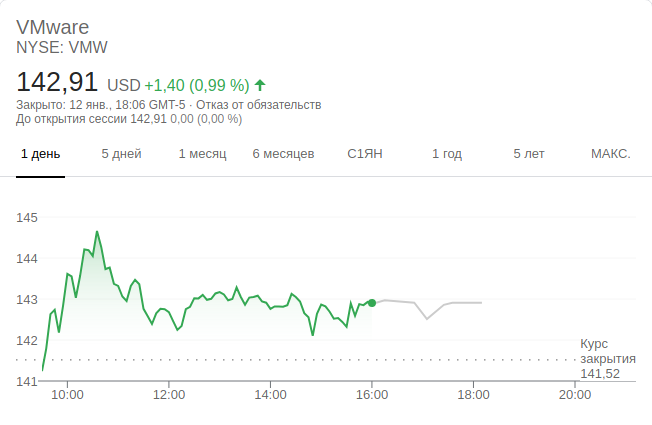 VMware
NYSE: VMW
142,91 USD +1,40 (0,99 %)
Закрыто: 12 янв., 18:06 GMT-5 · Отказ от обязательств
До открытия сессии 142,91 0,00 (0,00 %)
1 день 5 дней 1 месяц 6 месяцев С1ЯН 1 год 5 лет МАКС.
145
144
143
142
141
Курс
закрытия
141,52
10:00 12:00 14:00 16:00 18:00 20:00